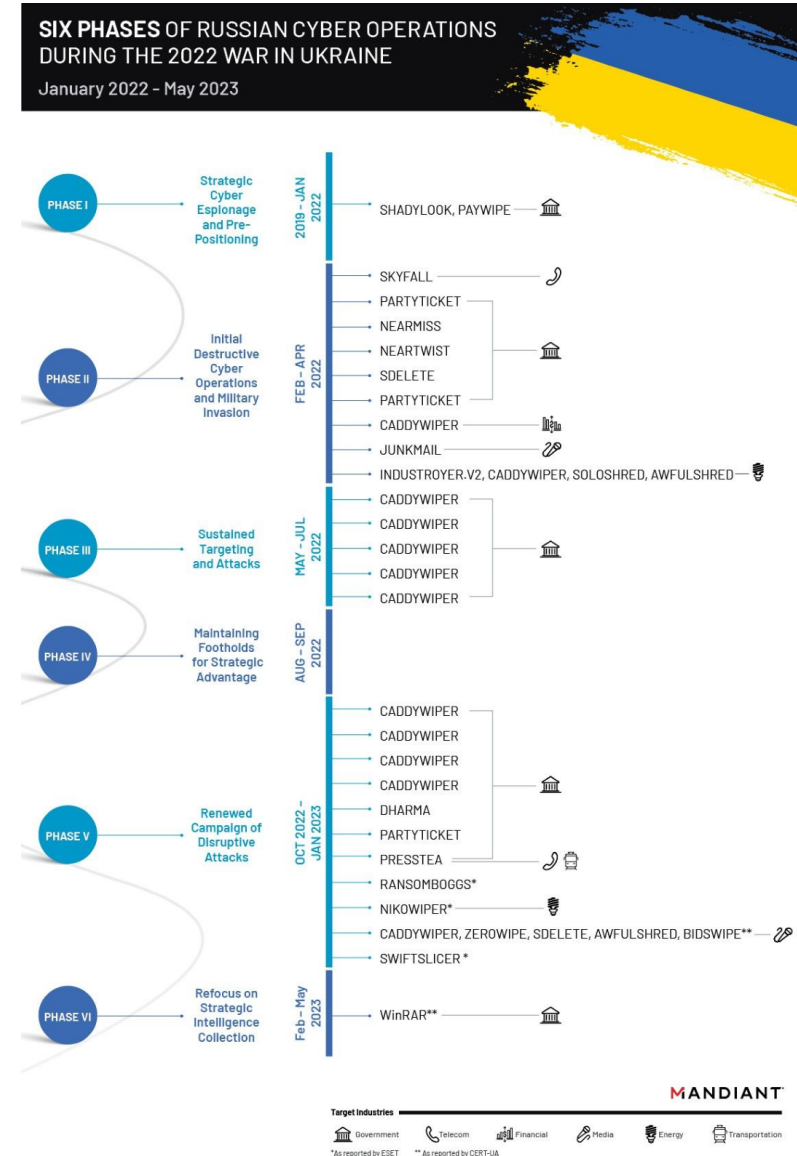 SIX PHASES OF RUSSIAN CYBER OPERATIONS
DURING THE 2022 WAR IN UKRAINE
January 2022 - May 2023
PHASE I
Strategic
Cyber
Espionage
and Pre-
Positioning
2019 - JAN
2022
SHADYLOOK, PAYWIPE
PHASE II
Initial
Destructive
Cyber
Operations
and Military
Invasion
FEB - APR
2022
SKYFALL
PARTYTICKET
NEARMISS
NEARTWIST
SDELETE
PARTYTICKET
CADDYWIPER
JUNKMAIL
INDUSTROYER.V2, CADDYWIPER, SOLOSHRED, AWFULSHRED
PHASE III
Sustained
Targeting
and Attacks
MAY - JUL
2022
CADDYWIPER
CADDYWIPER
CADDYWIPER
CADDYWIPER
CADDYWIPER
PHASE IV
Maintaining
Footholds
for Strategic
Advantage
AUG - SEP
2022
PHASE V
Renewed
Campaign of
Disruptive
Attacks
OCT 2022 -
JAN 2023
CADDYWIPER
CADDYWIPER
CADDYWIPER
CADDYWIPER
DHARMA
PARTYTICKET
PRESSTEA
RANSOMBOGGS*
NIKOWIPER*
CADDYWIPER, ZEROWIPE, SDELETE, AWFULSHRED, BIDSWIPE**
SWIFTSLICER *
PHASE VI
Refocus on
Strategic
Intelligence
Collection
Feb - May
2023
WinRAR**
MANDIANT
Target Industries
Government Telecom Financial Media Energy Transportation
*As reported by ESET ** As reported by CERT-UA